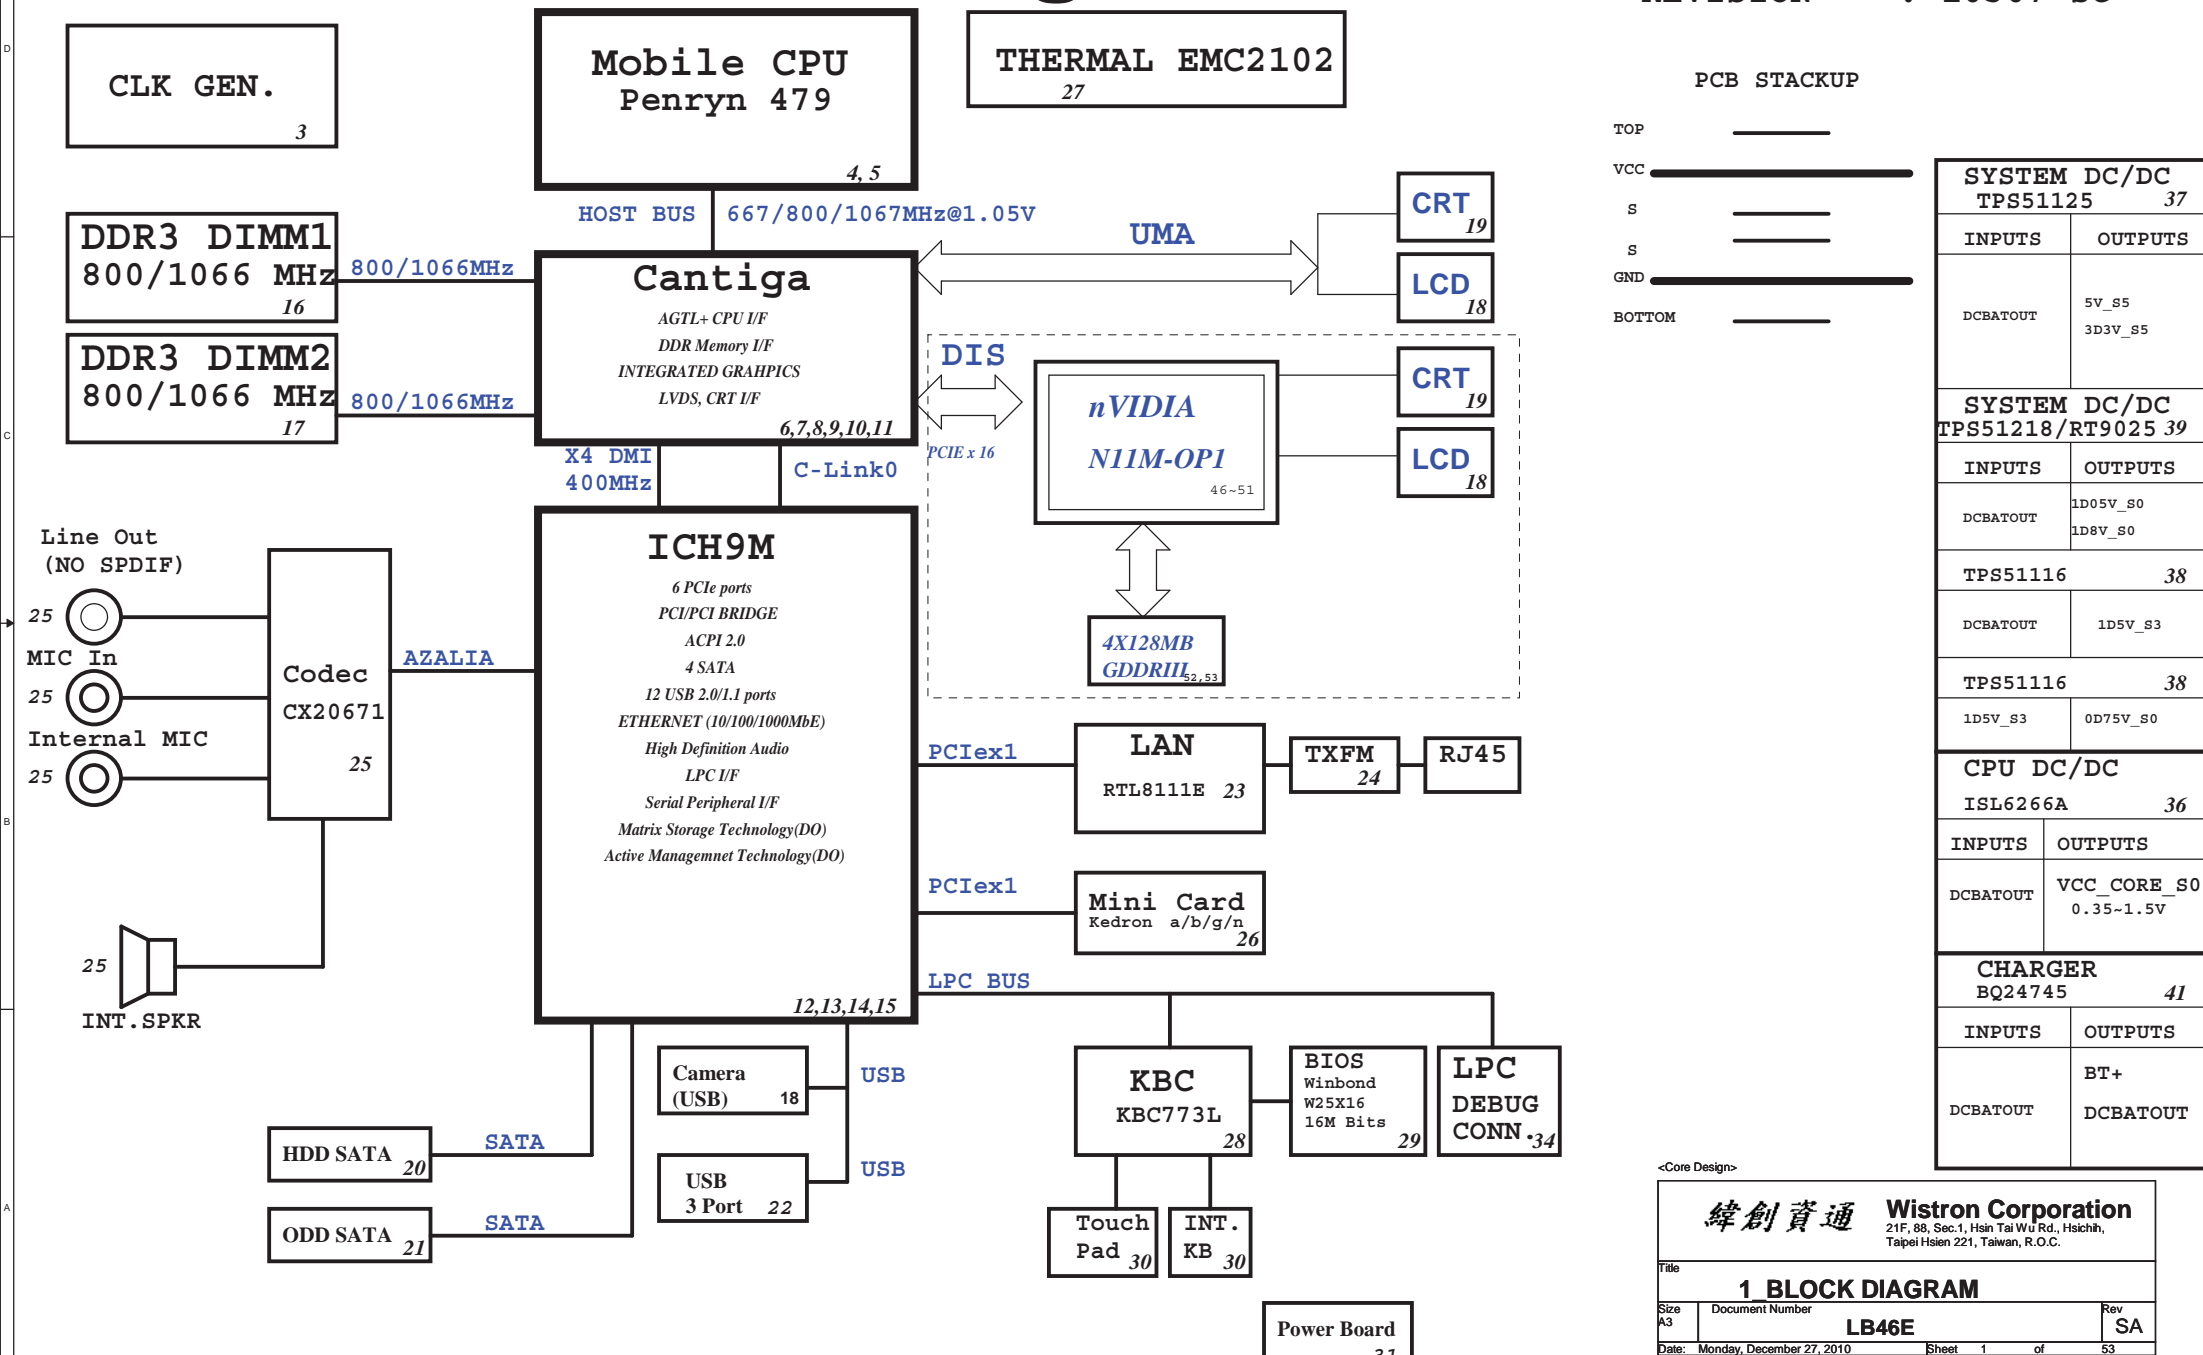 D
CLK GEN.
3
Mobile CPU
Penryn 479
4, 5
THERMAL EMC2102
27
PCB STACKUP
TOP
VCC
S
S
GND
BOTTOM
HOST BUS
667/800/1067MHz@1.05V
DDR3 DIMM1
800/1066 MHz
16
800/1066MHz
DDR3 DIMM2
800/1066 MHz
17
800/1066MHz
Cantiga
AGTL+ CPU I/F
DDR Memory I/F
INTEGRATED GRAHPICS
LVDS, CRT I/F
6,7,8,9,10,11
UMA
CRT
19
LCD
18
DIS
PCIE x 16
nVIDIA
N11M-OP1
46~51
CRT
19
LCD
18
4X128MB
GDDRIII
52,53
C
X4 DMI
400MHz
C-Link0
ICH9M
6 PCIe ports
PCI/PCI BRIDGE
ACPI 2.0
4 SATA
12 USB 2.0/1.1 ports
ETHERNET (10/100/1000MbE)
High Definition Audio
LPC I/F
Serial Peripheral I/F
Matrix Storage Technology(DO)
Active Managemnet Technology(DO)
12,13,14,15
Line Out
(NO SPDIF)
25
MIC In
25
Internal MIC
25
Codec
CX20671
25
AZALIA
B
25
INT.SPKR
PCIex1
LAN
RTL8111E 23
TXFM
24
RJ45
PCIex1
Mini Card
Kedron a/b/g/n
26
LPC BUS
KBC
KBC773L
28
BIOS
Winbond
W25X16
16M Bits
29
LPC
DEBUG
CONN.
34
Touch
Pad 30
INT.
KB 30
Camera
(USB) 18
USB
USB
3 Port 22
USB
HDD SATA 20
SATA
ODD SATA 21
SATA
A
Power Board
SYSTEM DC/DC
TPS51125 37
INPUTS OUTPUTS
DCBATOUT
5V_S5
3D3V_S5
SYSTEM DC/DC
TPS51218/RT9025 39
INPUTS OUTPUTS
DCBATOUT
1D05V_S0
1D8V_S0
TPS51116 38
DCBATOUT 1D5V_S3
TPS51116 38
1D5V_S3 0D75V_S0
CPU DC/DC
ISL6266A 36
INPUTS OUTPUTS
DCBATOUT
VCC_CORE_S0
0.35~1.5V
CHARGER
BQ24745 41
INPUTS OUTPUTS
DCBATOUT
BT+
DCBATOUT
<Core Design>
緯創資通
Wistron Corporation
21F, 88, Sec.1, Hsin Tai Wu Rd., Hsichih,
Taipei Hsien 221, Taiwan, R.O.C.
Title
1_BLOCK DIAGRAM
Size
A3
Document Number
LB46E
Rev
SA
Date: Monday, December 27, 2010 Sheet 1 of 53